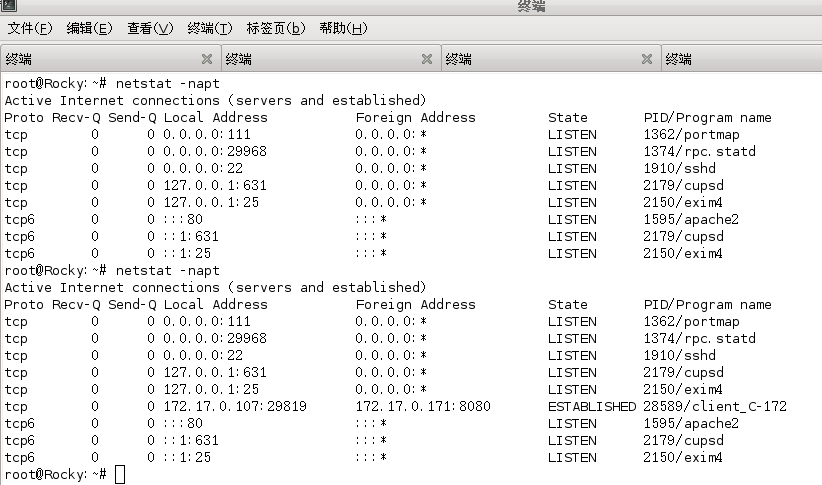 终端
文件(F) 编辑(E) 查看(V) 终端(T) 标签页(b) 帮助(H)
终端 终端 终端 终端
root@Rocky:~# netstat -napt
Active Internet connections (servers and established)
Proto Recv-Q Send-Q Local Address Foreign Address State PID/Program name
tcp 0 0 0.0.0.0:111 0.0.0.0:* LISTEN 1362/portmap
tcp 0 0 0.0.0.0:29968 0.0.0.0:* LISTEN 1374/rpc.statd
tcp 0 0 0.0.0.0:22 0.0.0.0:* LISTEN 1910/sshd
tcp 0 0 127.0.0.1:631 0.0.0.0:* LISTEN 2179/cupsd
tcp 0 0 127.0.0.1:25 0.0.0.0:* LISTEN 2150/exim4
tcp6 0 0 :::80 :::* LISTEN 1595/apache2
tcp6 0 0 ::1:631 :::* LISTEN 2179/cupsd
tcp6 0 0 ::1:25 :::* LISTEN 2150/exim4
root@Rocky:~# netstat -napt
Active Internet connections (servers and established)
Proto Recv-Q Send-Q Local Address Foreign Address State PID/Program name
tcp 0 0 0.0.0.0:111 0.0.0.0:* LISTEN 1362/portmap
tcp 0 0 0.0.0.0:29968 0.0.0.0:* LISTEN 1374/rpc.statd
tcp 0 0 0.0.0.0:22 0.0.0.0:* LISTEN 1910/sshd
tcp 0 0 127.0.0.1:631 0.0.0.0:* LISTEN 2179/cupsd
tcp 0 0 127.0.0.1:25 0.0.0.0:* LISTEN 2150/exim4
tcp 0 0 172.17.0.107:29819 172.17.0.171:8080 ESTABLISHED 28589/client_C-172
tcp6 0 0 :::80 :::* LISTEN 1595/apache2
tcp6 0 0 ::1:631 :::* LISTEN 2179/cupsd
tcp6 0 0 ::1:25 :::* LISTEN 2150/exim4
root@Rocky:~#